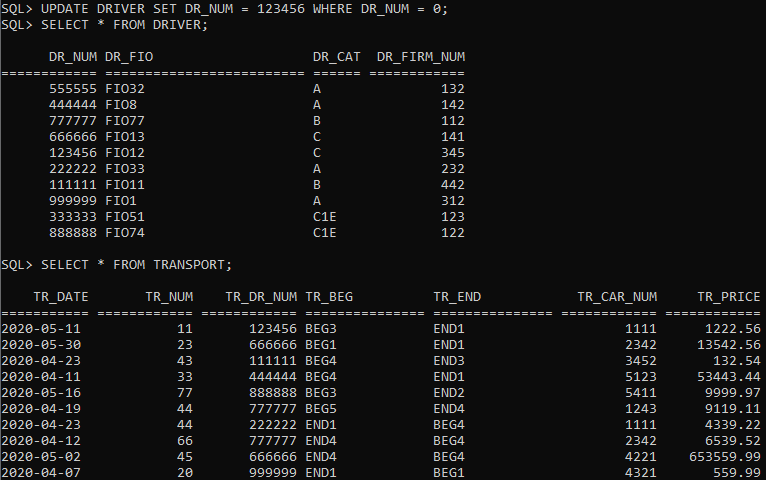 SQL> UPDATE DRIVER SET DR_NUM = 123456 WHERE DR_NUM = 0;
SQL> SELECT * FROM DRIVER;
      DR_NUM DR_FIO                    DR_CAT  DR_FIRM_NUM
============ ========================= ====== ============
      555555 FIO32                     A               132
      444444 FIO8                      A               142
      777777 FIO77                     B               112
      666666 FIO13                     C               141
      123456 FIO12                     C               345
      222222 FIO33                     A               232
      111111 FIO11                     B               442
      999999 FIO1                      A               312
      333333 FIO51                     C1E             123
      888888 FIO74                     C1E             122
SQL> SELECT * FROM TRANSPORT;
    TR_DATE       TR_NUM    TR_DR_NUM TR_BEG          TR_END            TR_CAR_NUM     TR_PRICE
=========== ============ ============ =============== =============== ============ ============
2020-05-11            11       123456 BEG3            END1                    1111      1222.56
2020-05-30            23       666666 BEG1            END1                    2342     13542.56
2020-04-23            43       111111 BEG4            END3                    3452       132.54
2020-04-11            33       444444 BEG4            END1                    5123     53443.44
2020-05-16            77       888888 BEG3            END2                    5411      9999.97
2020-04-19            44       777777 BEG5            END4                    1243      9119.11
2020-04-23            44       222222 END1            BEG4                    1111      4339.22
2020-04-12            66       777777 END4            BEG4                    2342      6539.52
2020-05-02            45       666666 END4            BEG4                    4221    653559.99
2020-04-07            20       999999 END1            BEG1                    4321       559.99